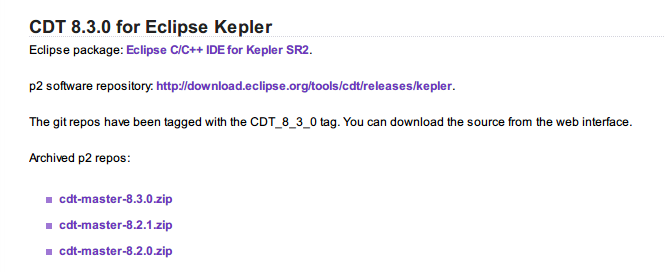 CDT 8.3.0 for Eclipse Kepler
Eclipse package: Eclipse C/C++ IDE for Kepler SR2.
p2 software repository: http://download.eclipse.org/tools/cdt/releases/kepler.
The git repos have been tagged with the CDT_8_3_0 tag. You can download the source from the web interface.
Archived p2 repos:
cdt-master-8.3.0.zip
cdt-master-8.2.1.zip
cdt-master-8.2.0.zip